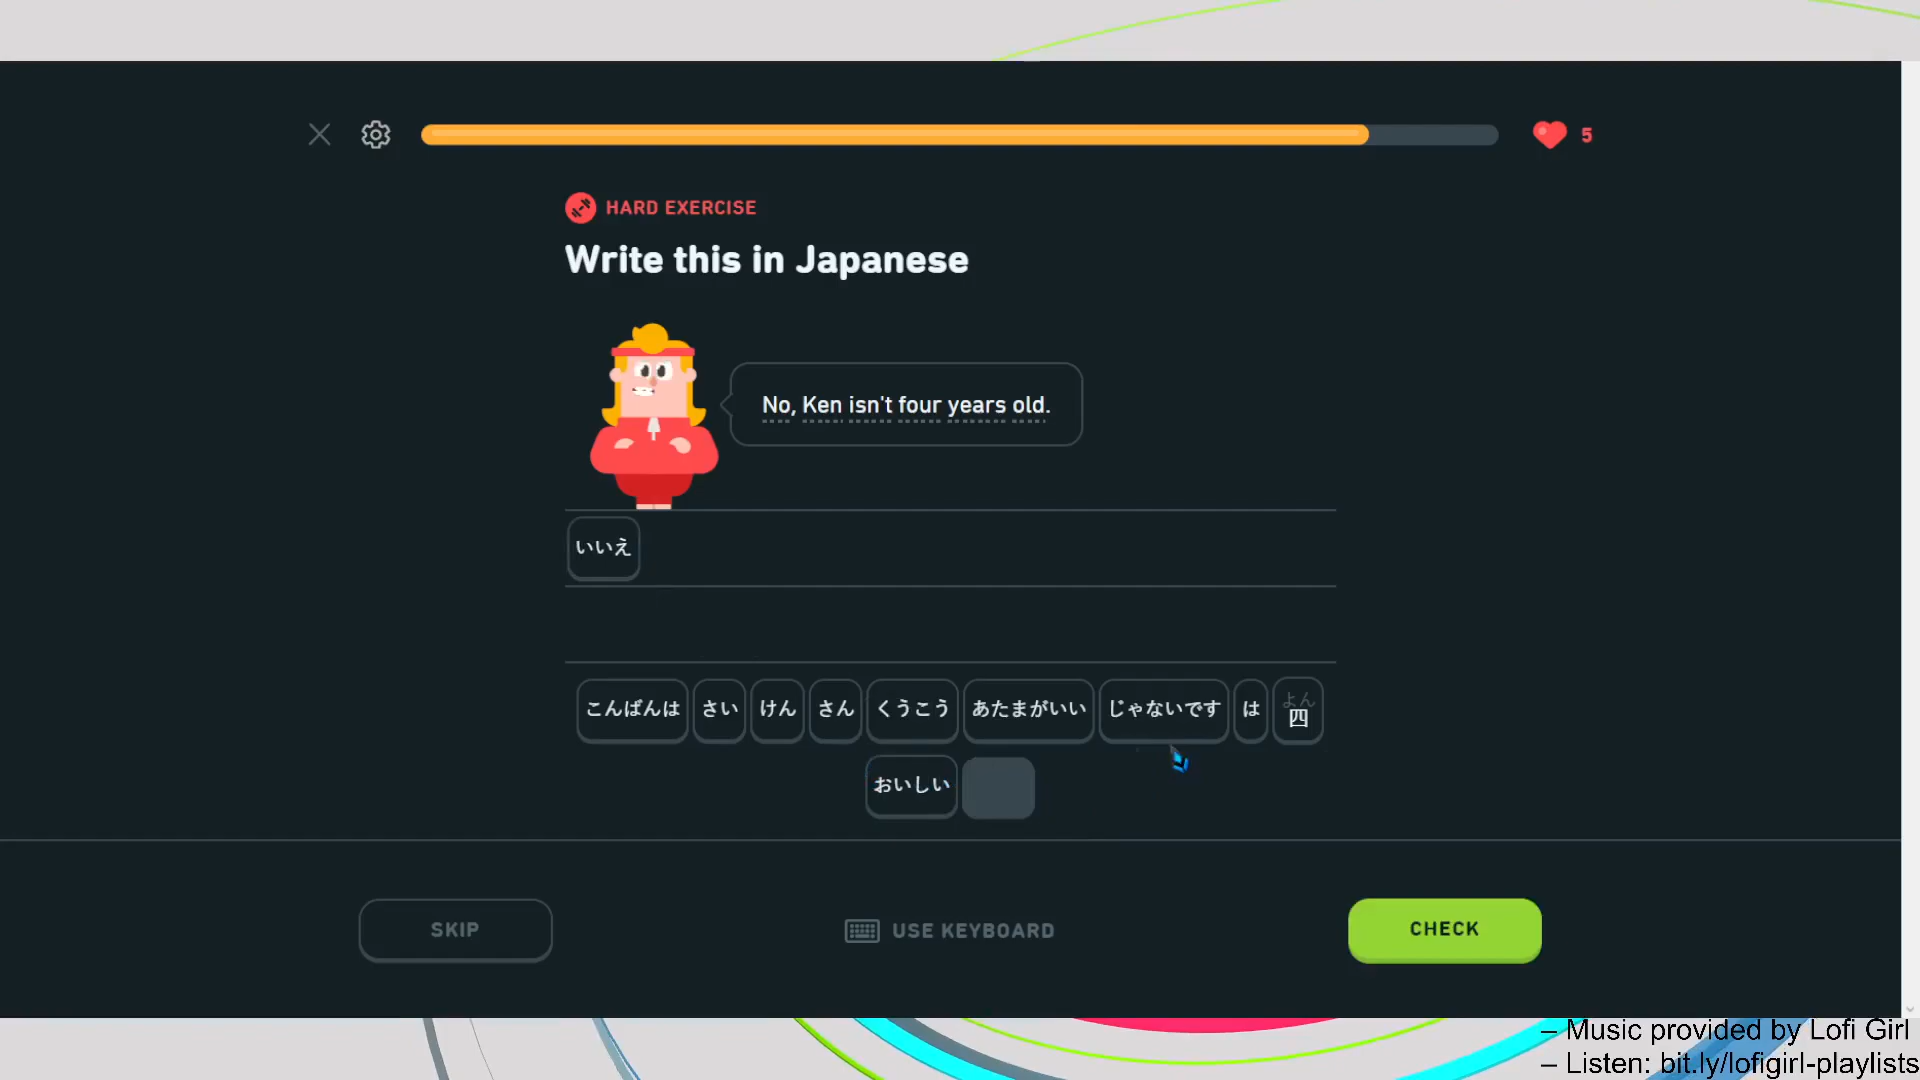 5
HARD EXERCISE
Write this in Japanese
No, Ken isn't four years old.
いいえ
こんばんは さい けん さん くうこう あたまがいい じゃないです は 四
よん
おいしい
SKIP USE KEYBOARD CHECK
– Music provided by Lofi Girl
– Listen: bit.ly/lofigirl-playlists